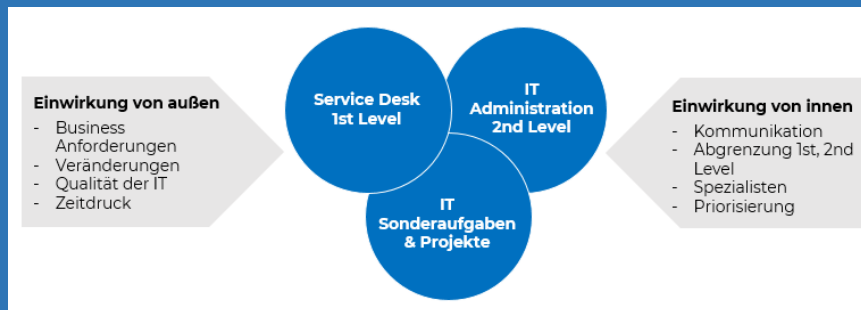 Einwirkung von außen
- Business
Anforderungen
- Veränderungen
- Qualität der IT
- Zeitdruck
Service Desk
1st Level
IT
Administration
2nd Level
IT
Sonderaufgaben
& Projekte
Einwirkung von innen
- Kommunikation
- Abgrenzung 1st, 2nd
Level
- Spezialisten
- Priorisierung